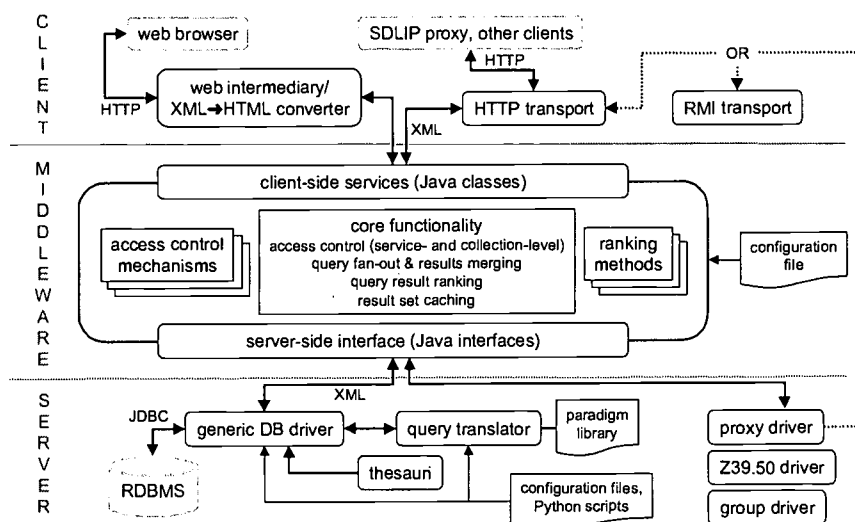 CLIENT
web browser
SDLIP proxy, other clients
HTTP
OR
web intermediary/
XML→HTML converter
HTTP transport
RMI transport
HTTP
XML
MIDDLEWARE
client-side services (Java classes)
access control
mechanisms
core functionality
access control (service- and collection-level)
query fan-out & results merging
query result ranking
result set caching
ranking
methods
configuration
file
server-side interface (Java interfaces)
SERVER
XML
JDBC
generic DB driver
query translator
paradigm
library
proxy driver
RDBMS
thesauri
Z39.50 driver
configuration files,
Python scripts
group driver